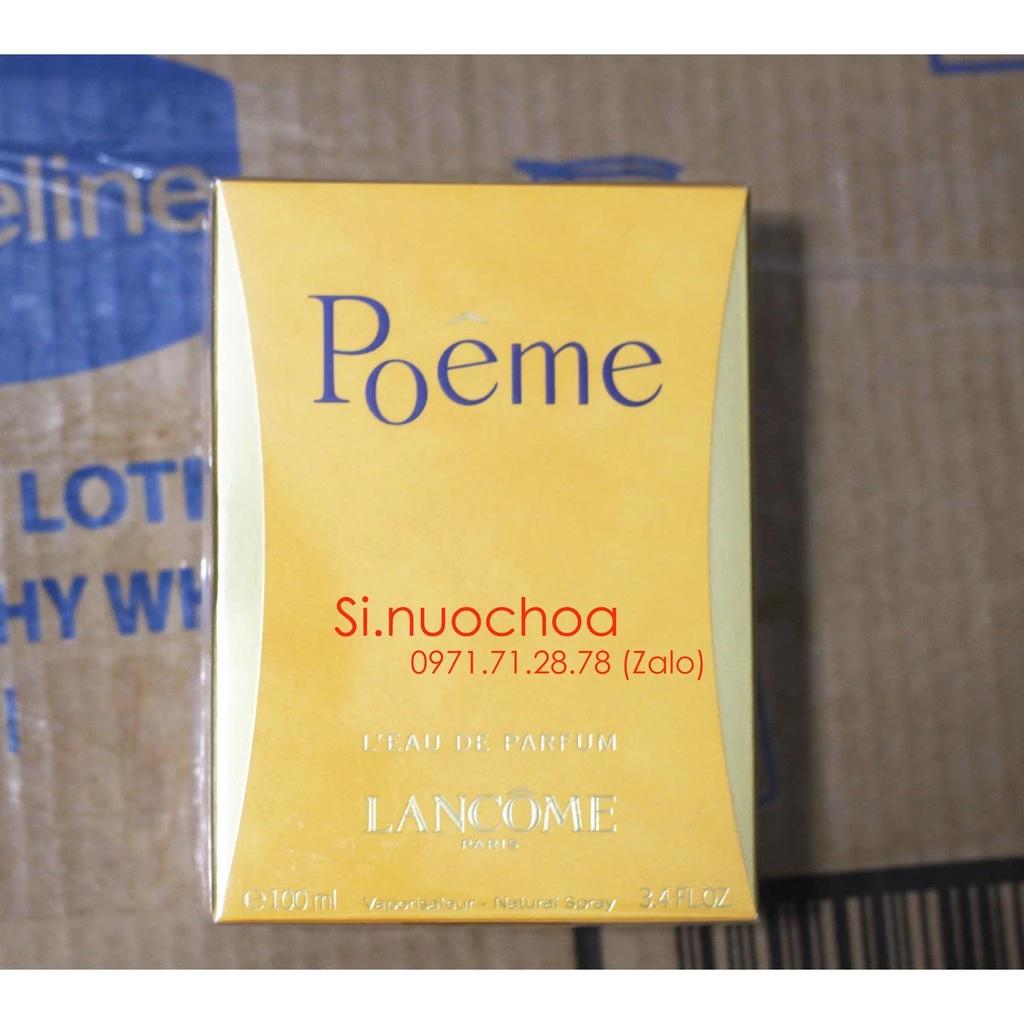 eline
LOTI
HY WH
Poême
Si.nuochoa
0971.71.28.78 (Zalo)
L'EAU DE PARFUM
LANCÔME
PARIS
e 100 ml Vaporisateur - Natural Spray 3.4 FL.OZ